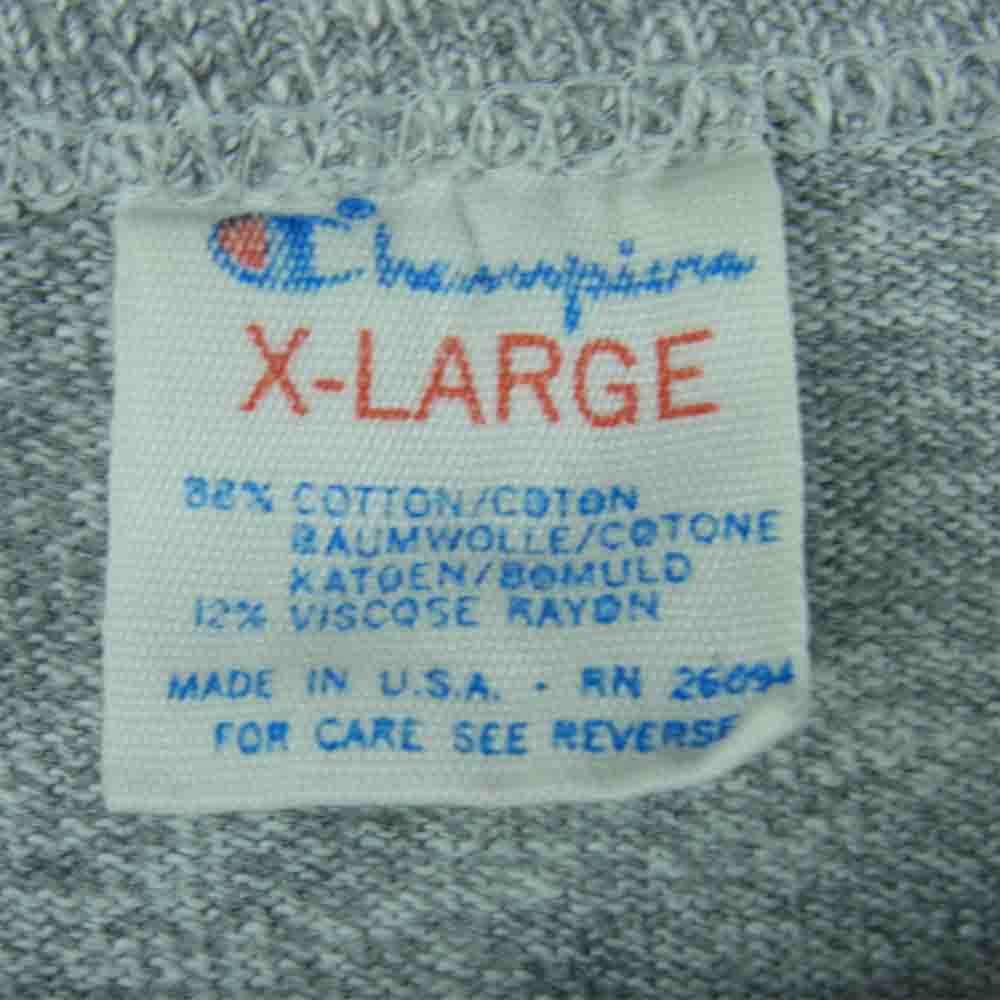 Champion
X-LARGE
88% COTTON/COTON
BAUMWOLLE/COTONE
KATOEN/BOMULD
12% VISCOSE RAYON
MADE IN U.S.A. - RN 26094
FOR CARE SEE REVERSE